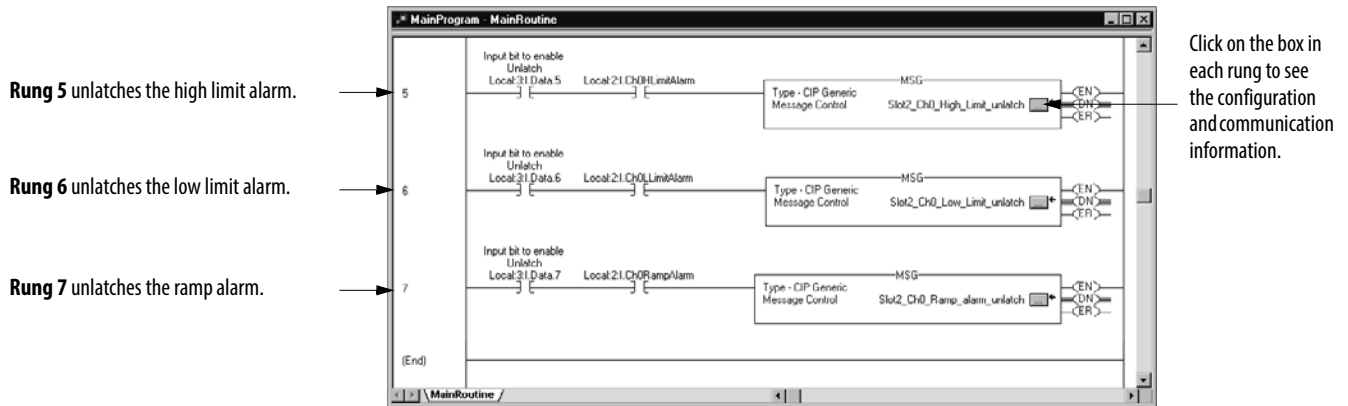 MainProgram - MainRoutine
Rung 5 unlatches the high limit alarm.
5
Input bit to enable
Unlatch
Local:3:I.Data.5
Local:2:I.Ch0HLimitAlarm
MSG
Type - CIP Generic
Message Control
Slot2_Ch0_High_Limit_unlatch
...
EN
DN
ER
Click on the box in
each rung to see
the configuration
and communication
information.
Rung 6 unlatches the low limit alarm.
6
Input bit to enable
Unlatch
Local:3:I.Data.6
Local:2:I.Ch0LLimitAlarm
MSG
Type - CIP Generic
Message Control
Slot2_Ch0_Low_Limit_unlatch
...
EN
DN
ER
Rung 7 unlatches the ramp alarm.
7
Input bit to enable
Unlatch
Local:3:I.Data.7
Local:2:I.Ch0RampAlarm
MSG
Type - CIP Generic
Message Control
Slot2_Ch0_Ramp_alarm_unlatch
...
EN
DN
ER
(End)
MainRoutine